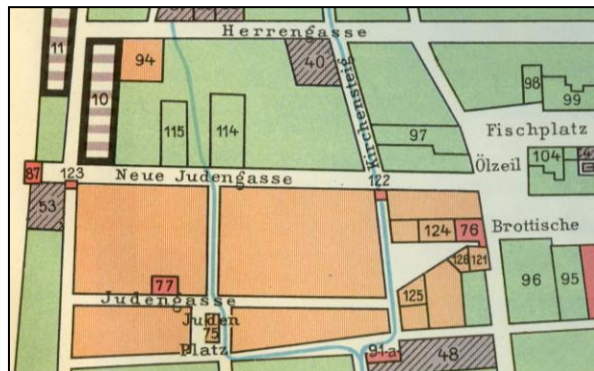 Herrengasse
11
94
10
40
Kirchensteig
98
99
115
114
97
Fischplatz
Ölzeil
104
87
123
Neue Judengasse
122
53
124
76
Brottische
128
121
77
96
95
125
Judengasse
Juden
75
Platz
91a
48